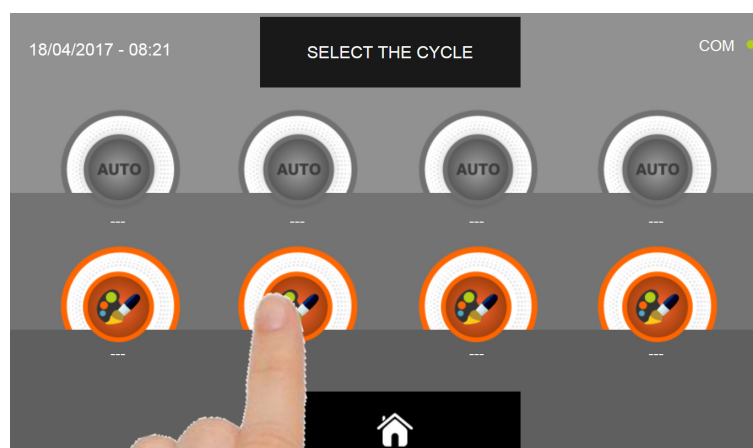 18/04/2017 - 08:21
SELECT THE CYCLE
COM
AUTO
AUTO
AUTO
AUTO
---
---
---
---
---
---
---